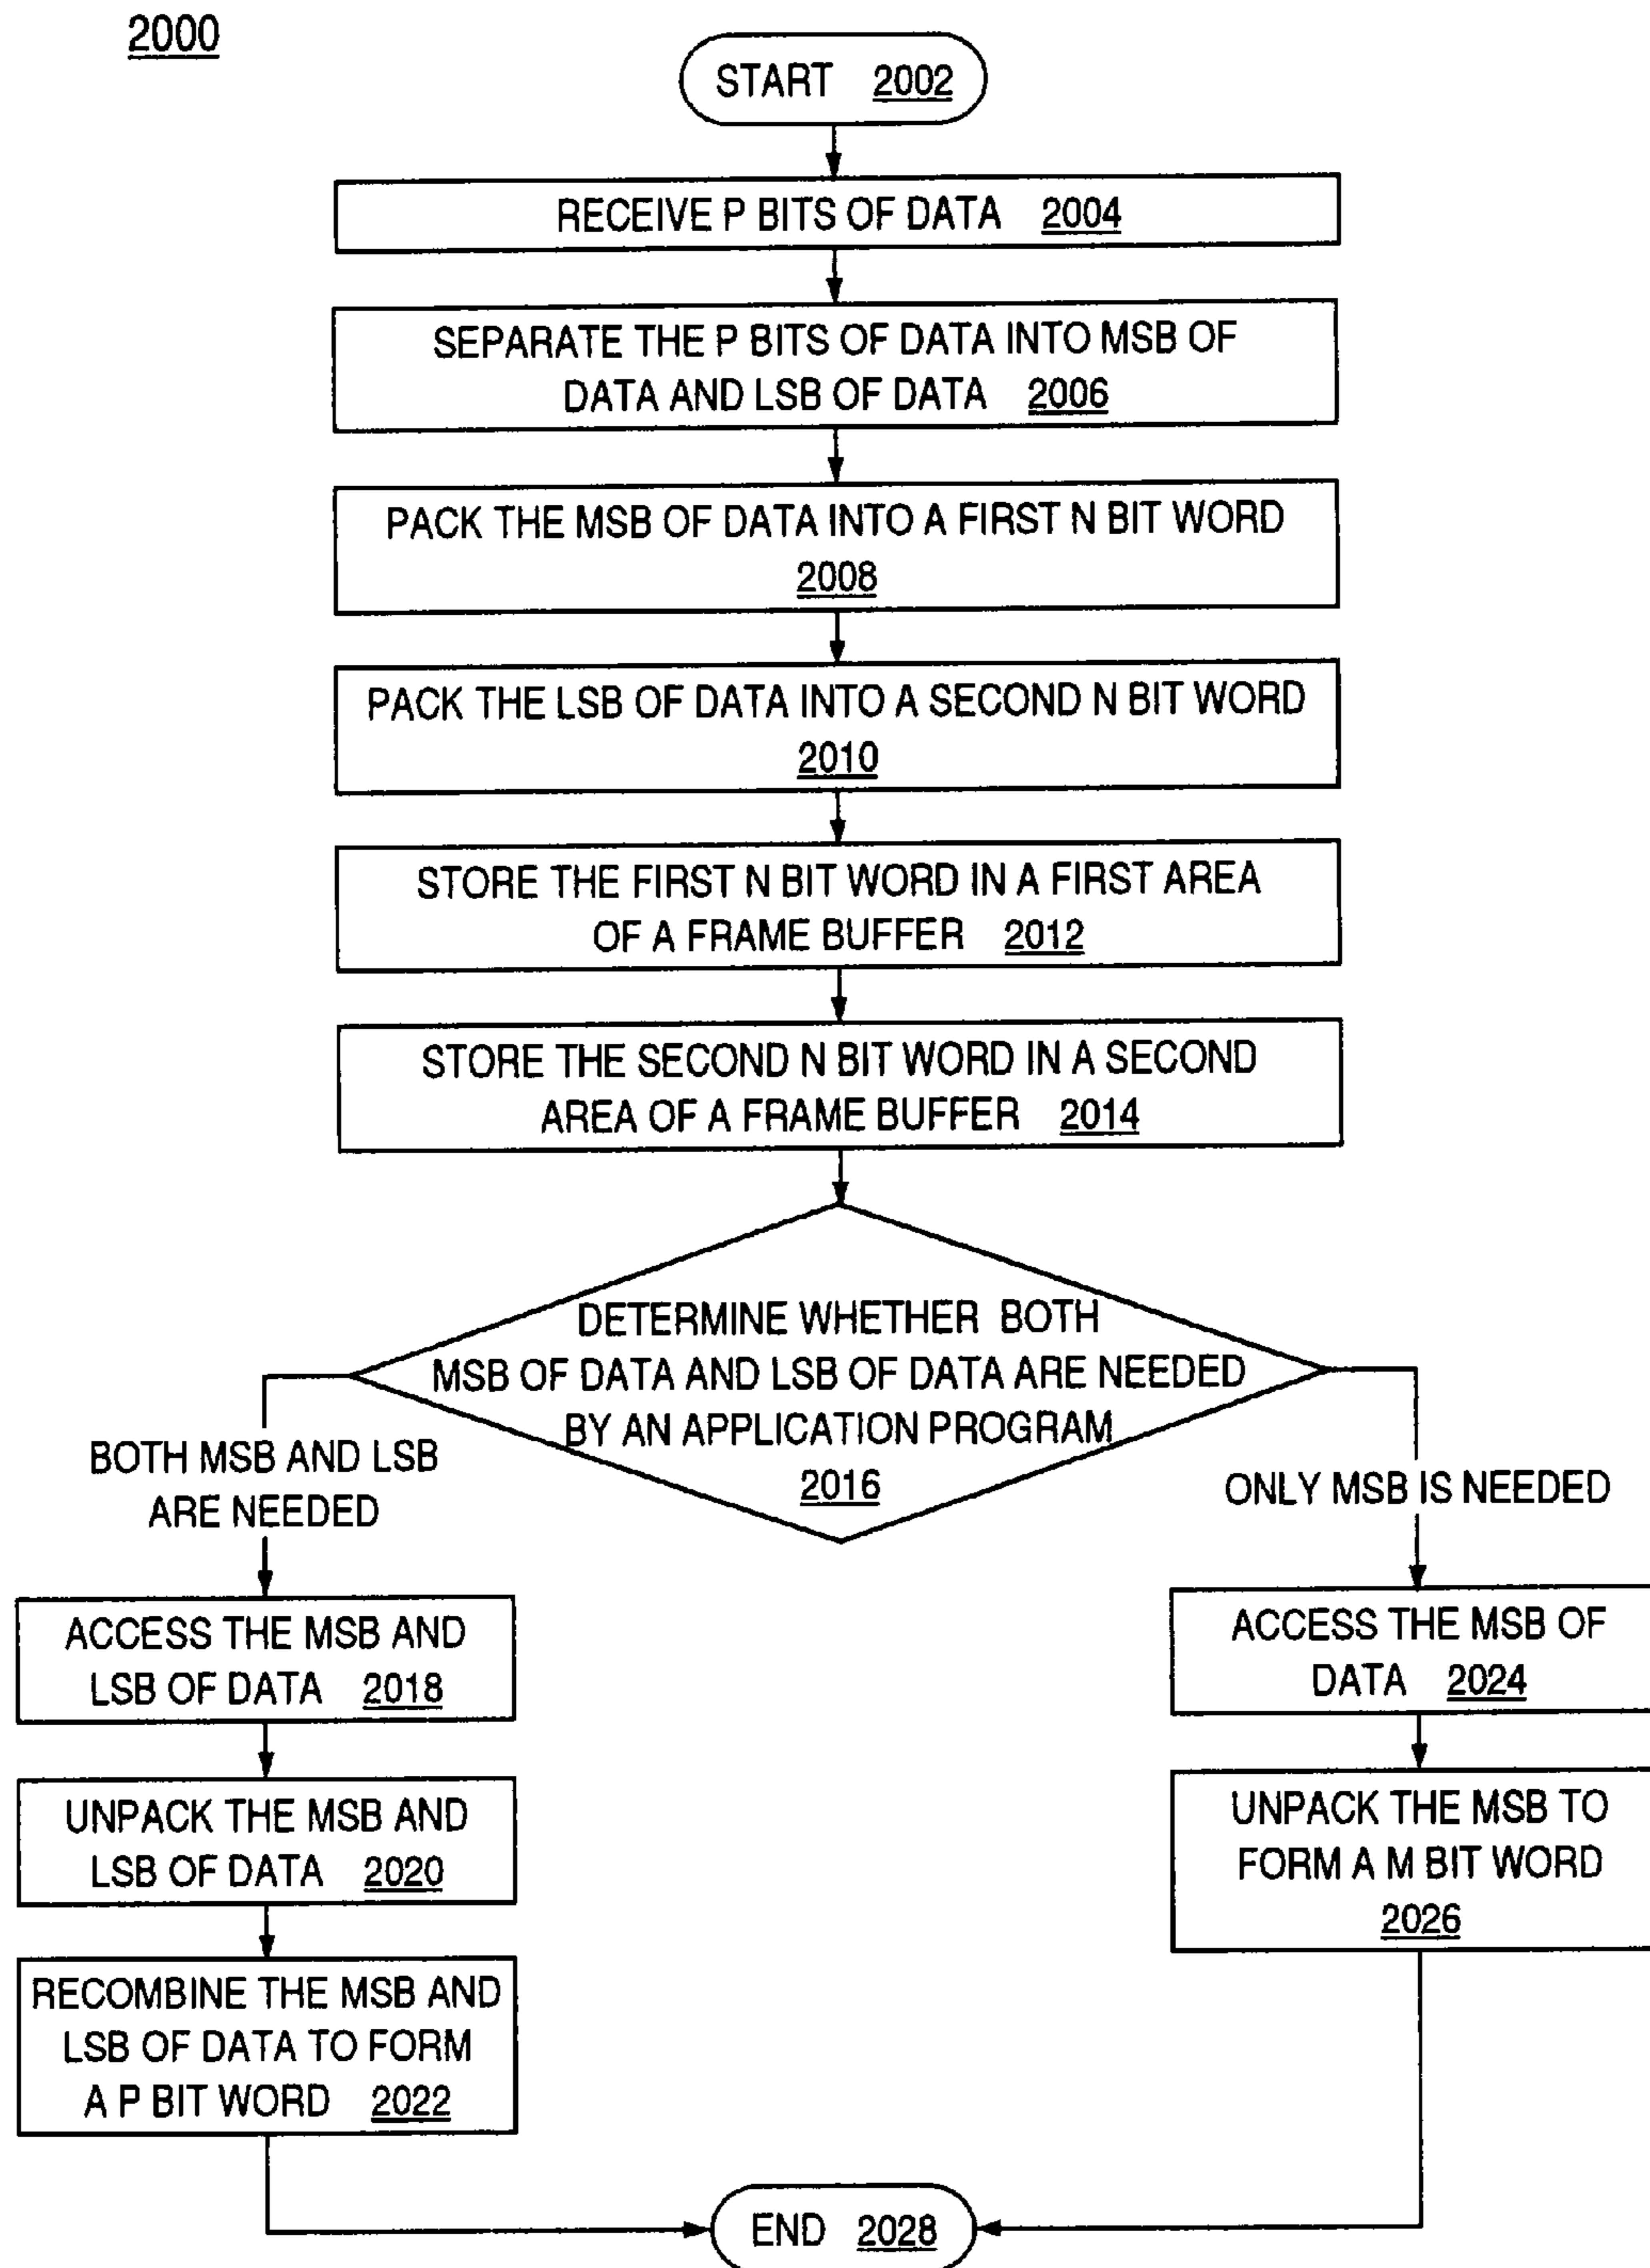 2000
START 2002
RECEIVE P BITS OF DATA 2004
SEPARATE THE P BITS OF DATA INTO MSB OF
DATA AND LSB OF DATA 2006
PACK THE MSB OF DATA INTO A FIRST N BIT WORD
2008
PACK THE LSB OF DATA INTO A SECOND N BIT WORD
2010
STORE THE FIRST N BIT WORD IN A FIRST AREA
OF A FRAME BUFFER 2012
STORE THE SECOND N BIT WORD IN A SECOND
AREA OF A FRAME BUFFER 2014
DETERMINE WHETHER BOTH
MSB OF DATA AND LSB OF DATA ARE NEEDED
BY AN APPLICATION PROGRAM
2016
BOTH MSB AND LSB
ARE NEEDED
ACCESS THE MSB AND
LSB OF DATA 2018
UNPACK THE MSB AND
LSB OF DATA 2020
RECOMBINE THE MSB AND
LSB OF DATA TO FORM
A P BIT WORD 2022
ONLY MSB IS NEEDED
ACCESS THE MSB OF
DATA 2024
UNPACK THE MSB TO
FORM A M BIT WORD
2026
END 2028